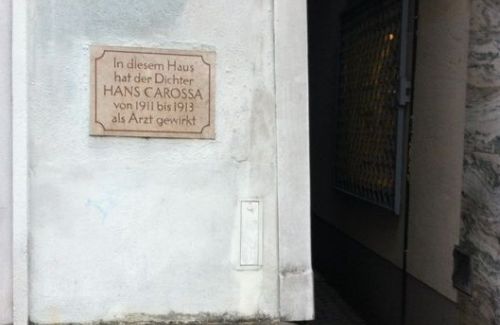 In diesem Haus
hat der Dichter
HANS CAROSSA
von 1911 bis 1913
als Arzt gewirkt